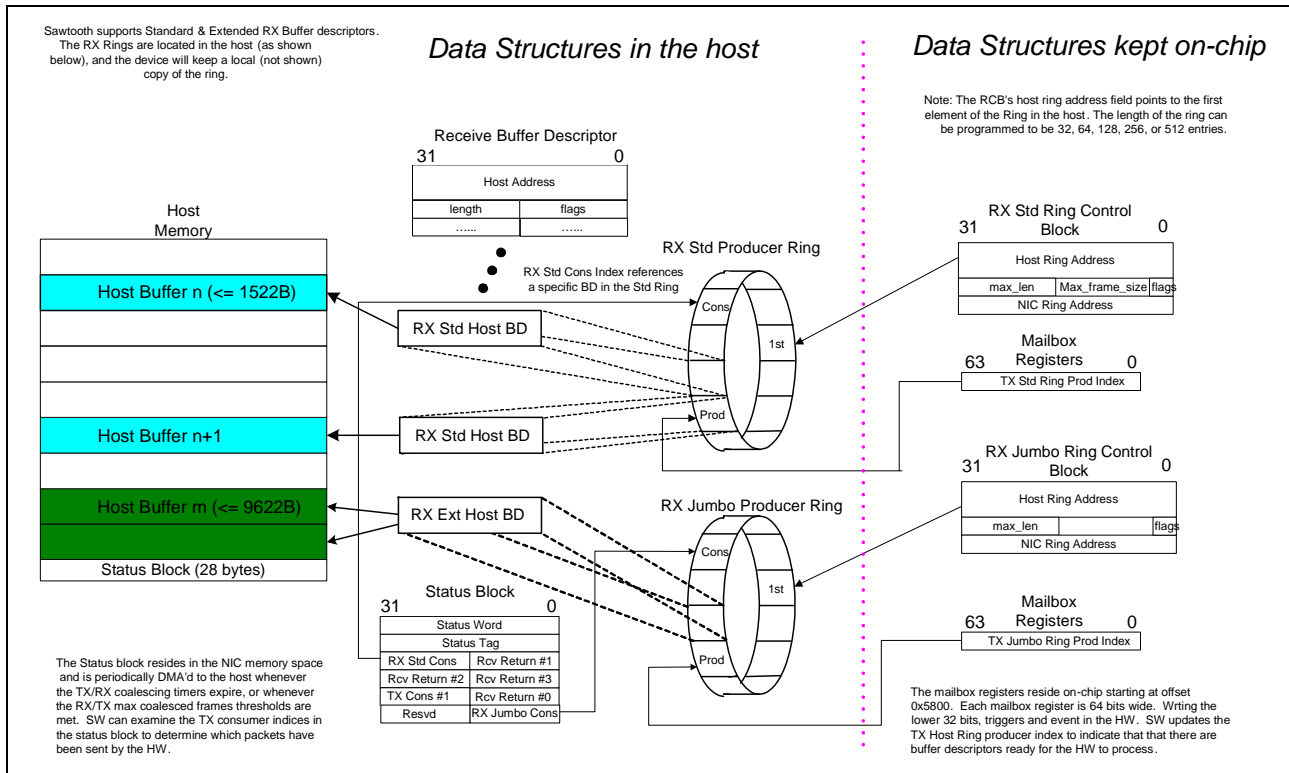 Sawtooth supports Standard & Extended RX Buffer descriptors.
The RX Rings are located in the host (as shown
below), and the device will keep a local (not shown)
copy of the ring.
Data Structures in the host
Data Structures kept on-chip
Note: The RCB's host ring address field points to the first
element of the Ring in the host. The length of the ring can
be programmed to be 32, 64, 128, 256, or 512 entries.
Receive Buffer Descriptor
31 0
Host Address
length flags
…... …...
Host
Memory
Host Buffer n (<= 1522B)
Host Buffer n+1
Host Buffer m (<= 9622B)
Status Block (28 bytes)
RX Std Cons Index references
a specific BD in the Std Ring
RX Std Host BD
RX Std Host BD
RX Ext Host BD
RX Std Producer Ring
Cons
1st
Prod
RX Std Ring Control
Block
31 0
Host Ring Address
max_len Max_frame_size flags
NIC Ring Address
Mailbox
Registers
63 0
TX Std Ring Prod Index
RX Jumbo Producer Ring
Cons
1st
Prod
RX Jumbo Ring Control
Block
31 0
Host Ring Address
max_len flags
NIC Ring Address
Mailbox
Registers
63 0
TX Jumbo Ring Prod Index
Status Block
31 0
Status Word
Status Tag
RX Std Cons Rcv Return #1
Rcv Return #2 Rcv Return #3
TX Cons #1 Rcv Return #0
Resvd RX Jumbo Cons
The Status block resides in the NIC memory space
and is periodically DMA'd to the host whenever
the TX/RX coalescing timers expire, or whenever
the RX/TX max coalesced frames thresholds are
met. SW can examine the TX consumer indices in
the status block to determine which packets have
been sent by the HW.
The mailbox registers reside on-chip starting at offset
0x5800. Each mailbox register is 64 bits wide. Wrting the
lower 32 bits, triggers and event in the HW. SW updates the
TX Host Ring producer index to indicate that that there are
buffer descriptors ready for the HW to process.